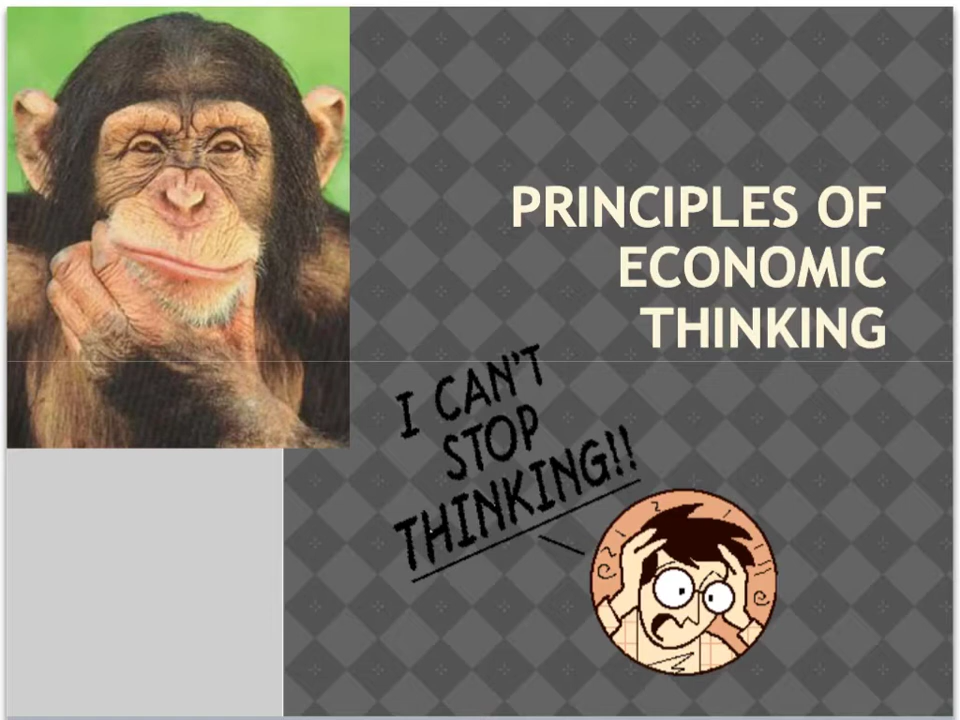 PRINCIPLES OF
ECONOMIC
THINKING
I CAN'T
STOP
THINKING!!